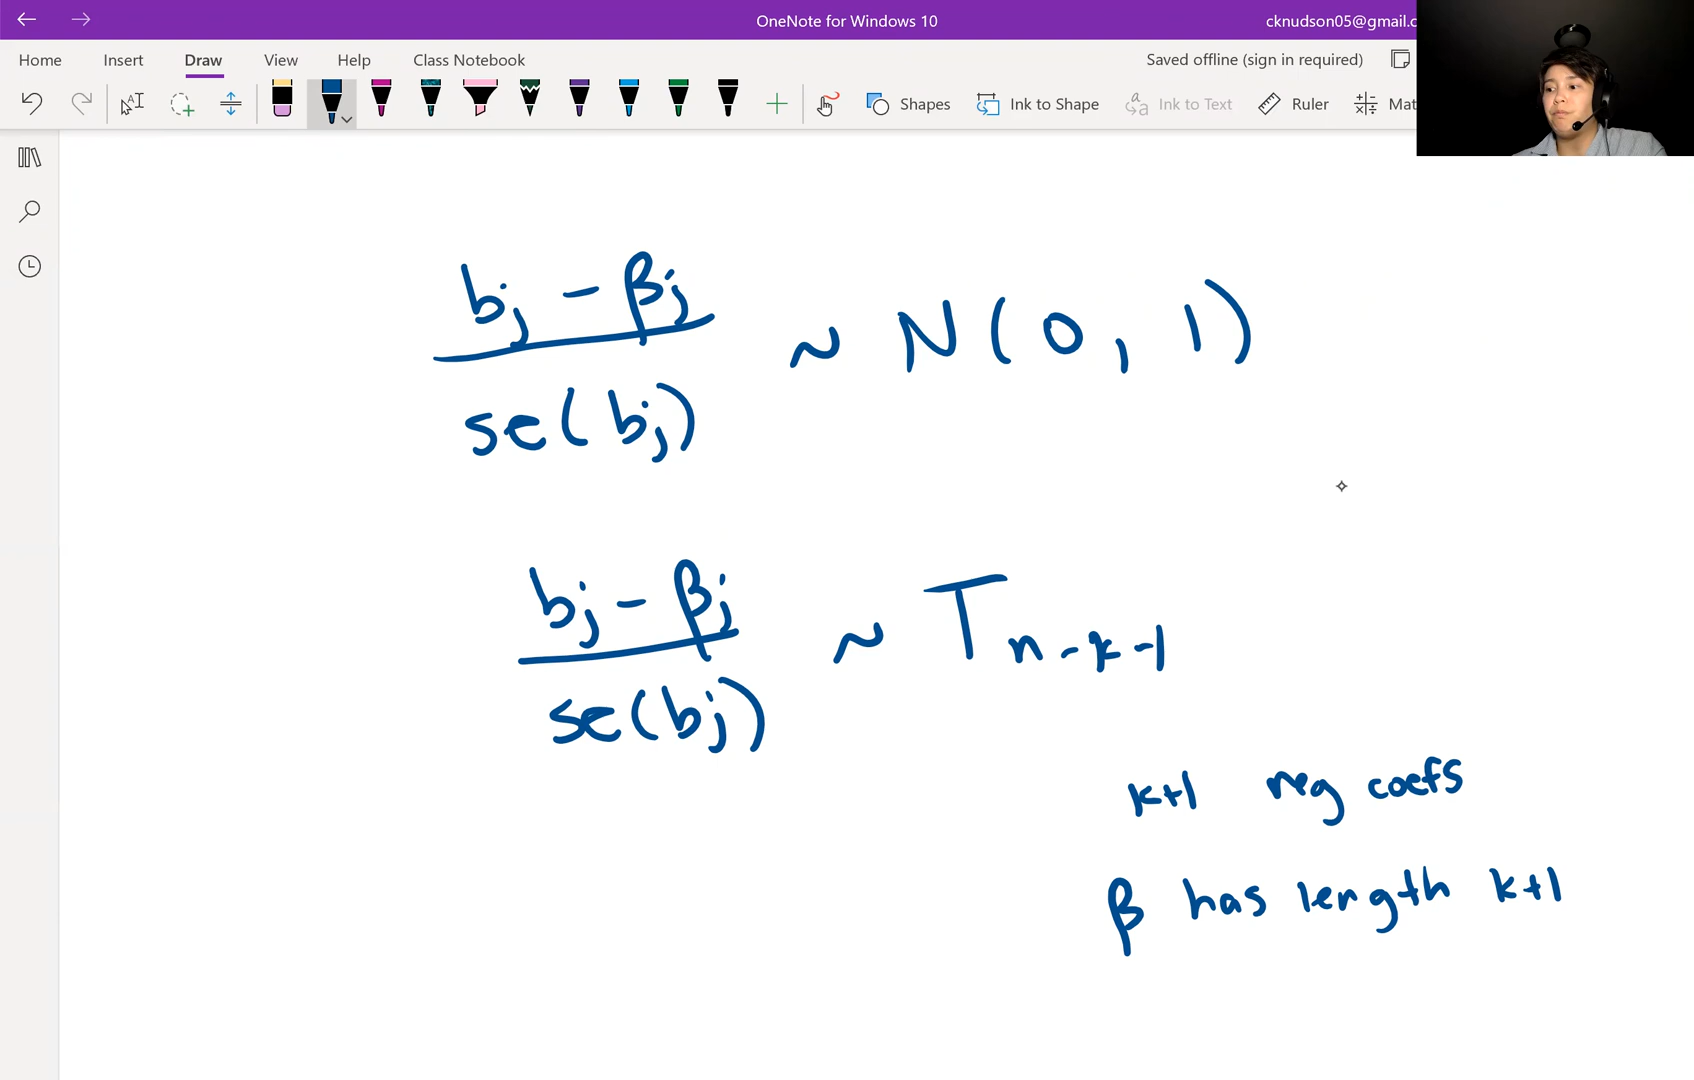 OneNote for Windows 10
cknudson05@gmail.c
Home Insert Draw View Help Class Notebook
Saved offline (sign in required)
Shapes Ink to Shape Ink to Text Ruler Mat
bj - βj
se(bj)
~ N(0, 1)
bj - βj
se(bj)
~ T n-k-1
k+1 reg coefs
β has length k+1